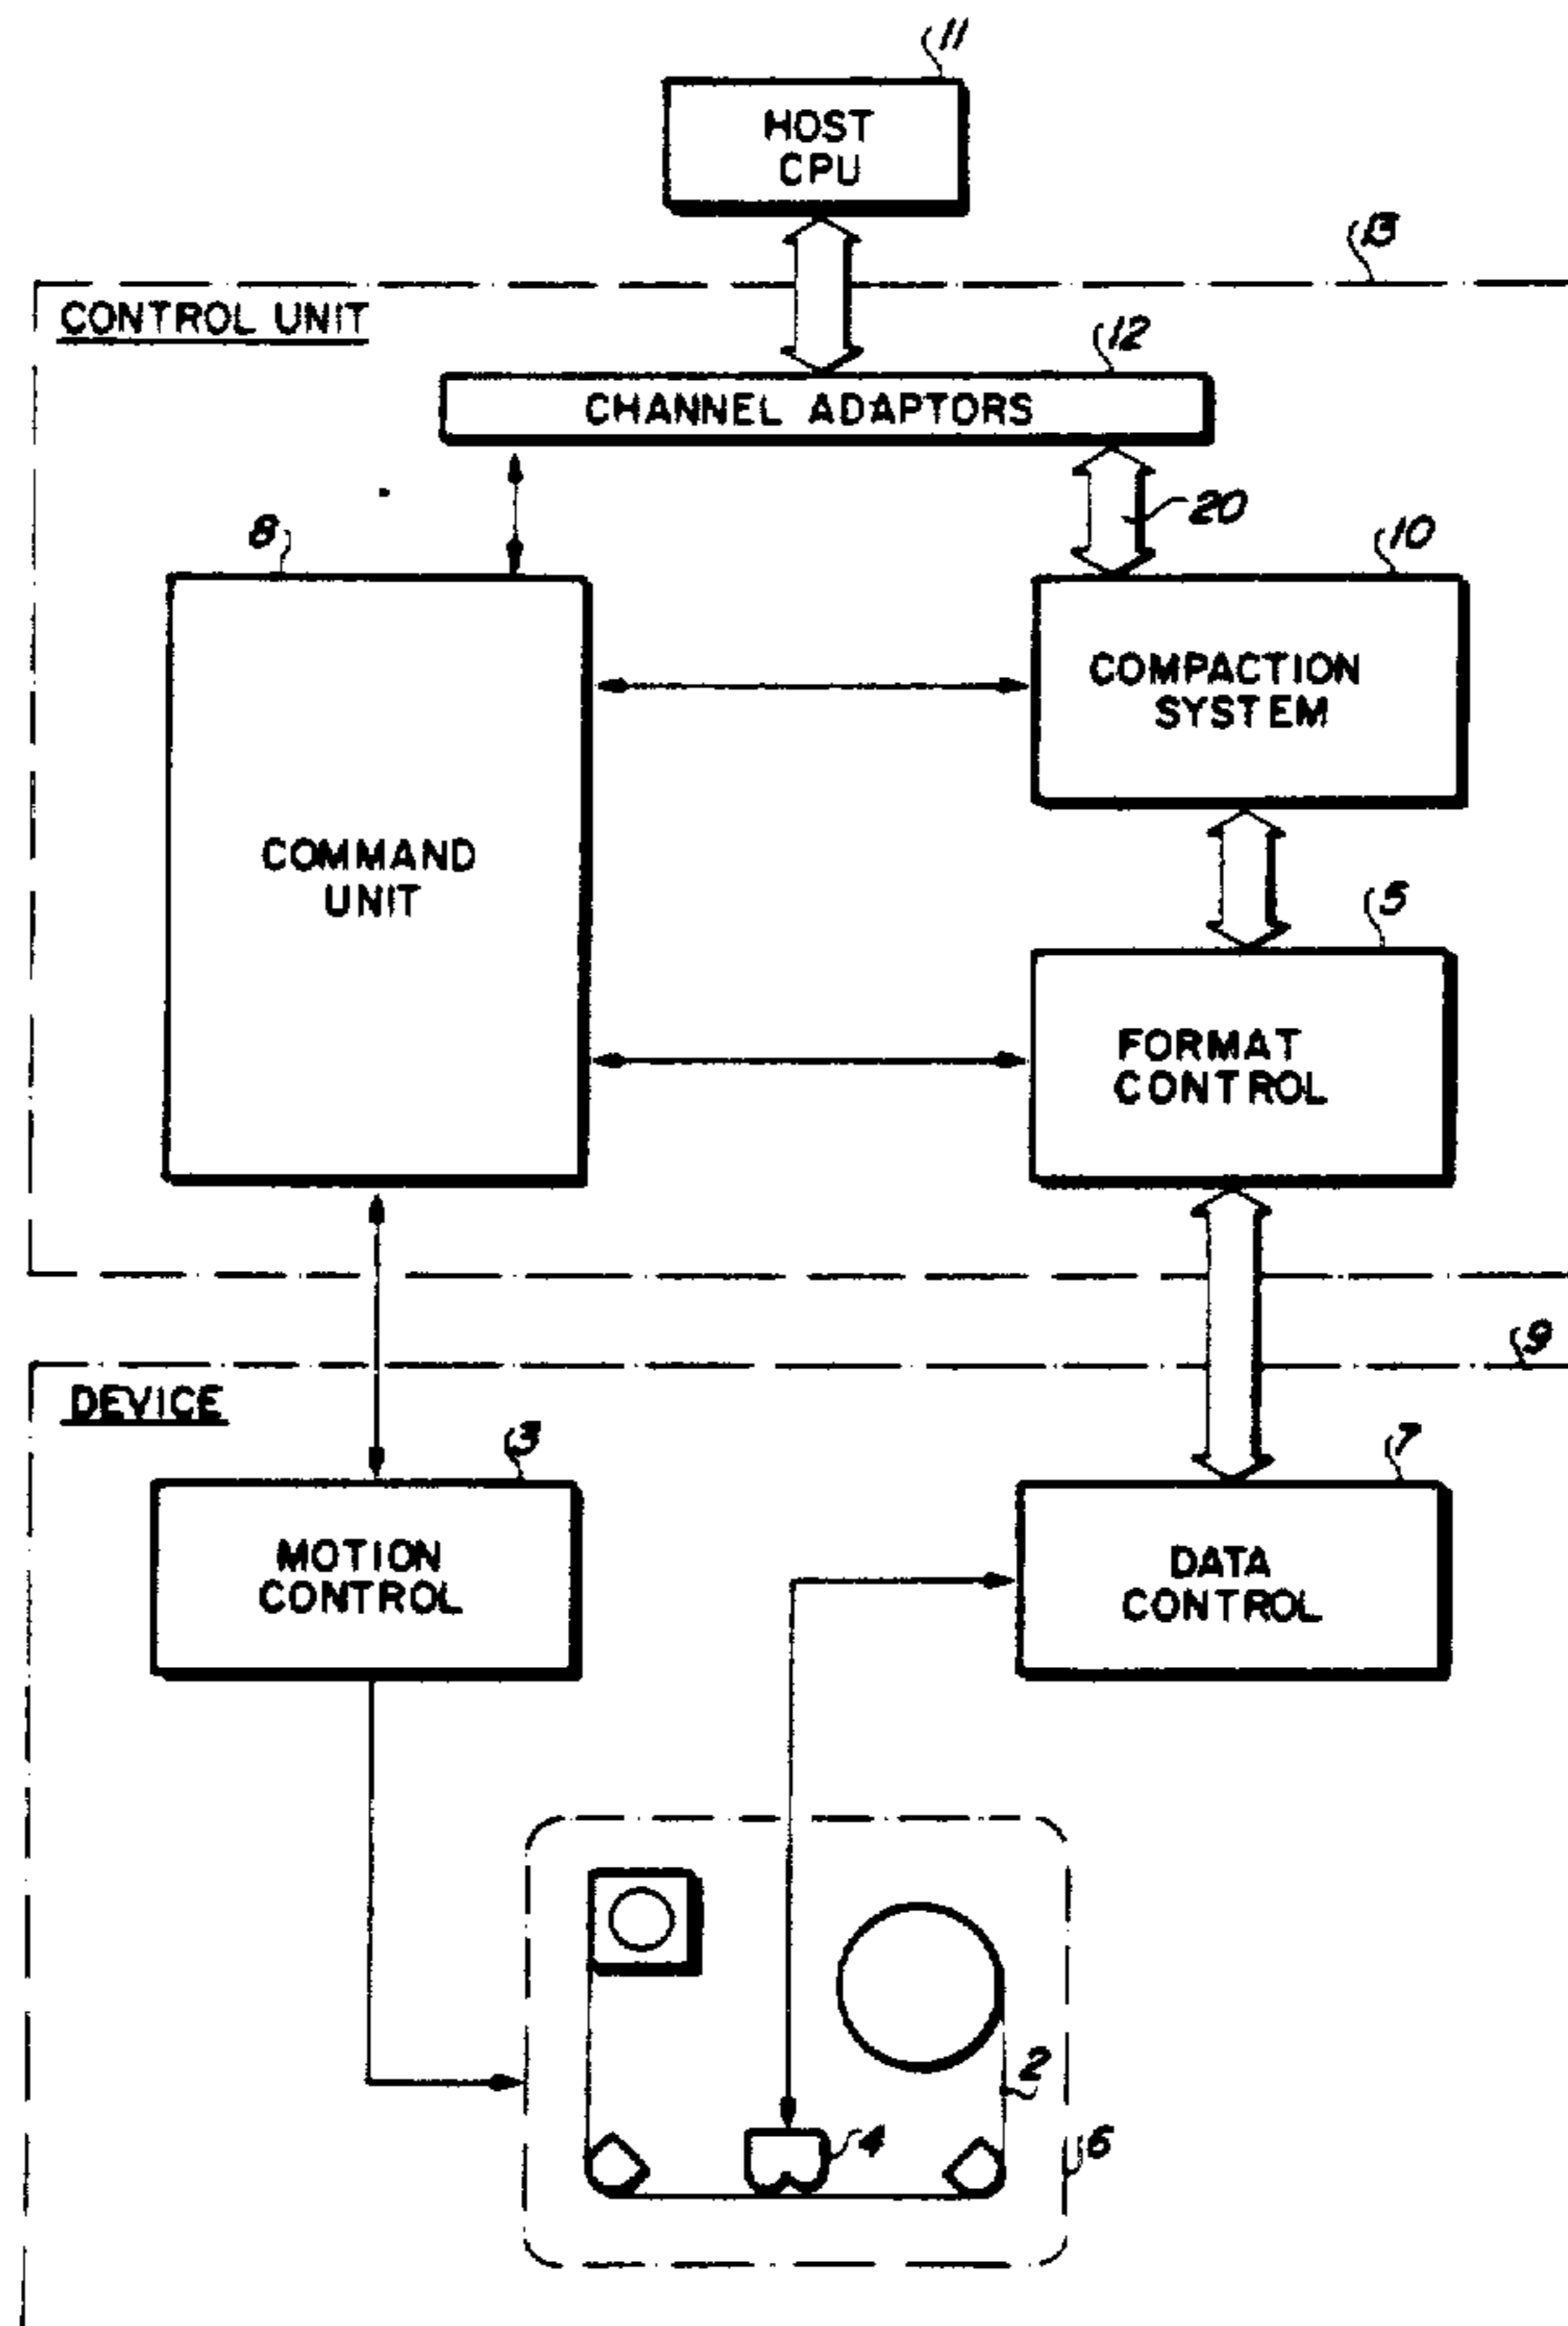 11
HOST
CPU
13
CONTROL UNIT
12
CHANNEL ADAPTORS
20
8
10
COMPACTION
SYSTEM
COMMAND
UNIT
5
FORMAT
CONTROL
9
DEVICE
3
7
MOTION
CONTROL
DATA
CONTROL
2
4
6